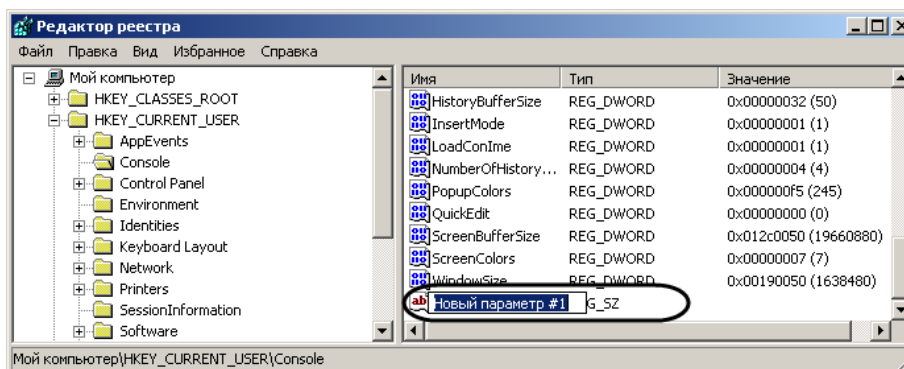 Редактор реестра
Файл Правка Вид Избранное Справка
Мой компьютер
HKEY_CLASSES_ROOT
HKEY_CURRENT_USER
AppEvents
Console
Control Panel
Environment
Identities
Keyboard Layout
Network
Printers
SessionInformation
Software
Имя Тип Значение
HistoryBufferSize REG_DWORD 0x00000032 (50)
InsertMode REG_DWORD 0x00000001 (1)
LoadConIme REG_DWORD 0x00000001 (1)
NumberOfHistory... REG_DWORD 0x00000004 (4)
PopupColors REG_DWORD 0x000000f5 (245)
QuickEdit REG_DWORD 0x00000000 (0)
ScreenBufferSize REG_DWORD 0x012c0050 (19660880)
ScreenColors REG_DWORD 0x00000007 (7)
WindowSize REG_DWORD 0x00190050 (1638480)
ab Новый параметр #1 G_SZ
Мой компьютер\HKEY_CURRENT_USER\Console